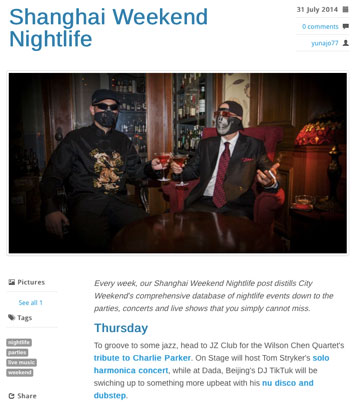 Shanghai Weekend
Nightlife
31 July 2014
0 comments
yunajo77
Pictures
See all 1
Tags
nightlife
parties
live music
weekend
Share
Every week, our Shanghai Weekend Nightlife post distills City
Weekend's comprehensive database of nightlife events down to the
parties, concerts and live shows that you simply cannot miss.
Thursday
To groove to some jazz, head to JZ Club for the Wilson Chen Quartet's
tribute to Charlie Parker. On Stage will host Tom Stryker's solo
harmonica concert, while at Dada, Beijing's DJ TikTuk will be
swiching up to something more upbeat with his nu disco and
dubstep.